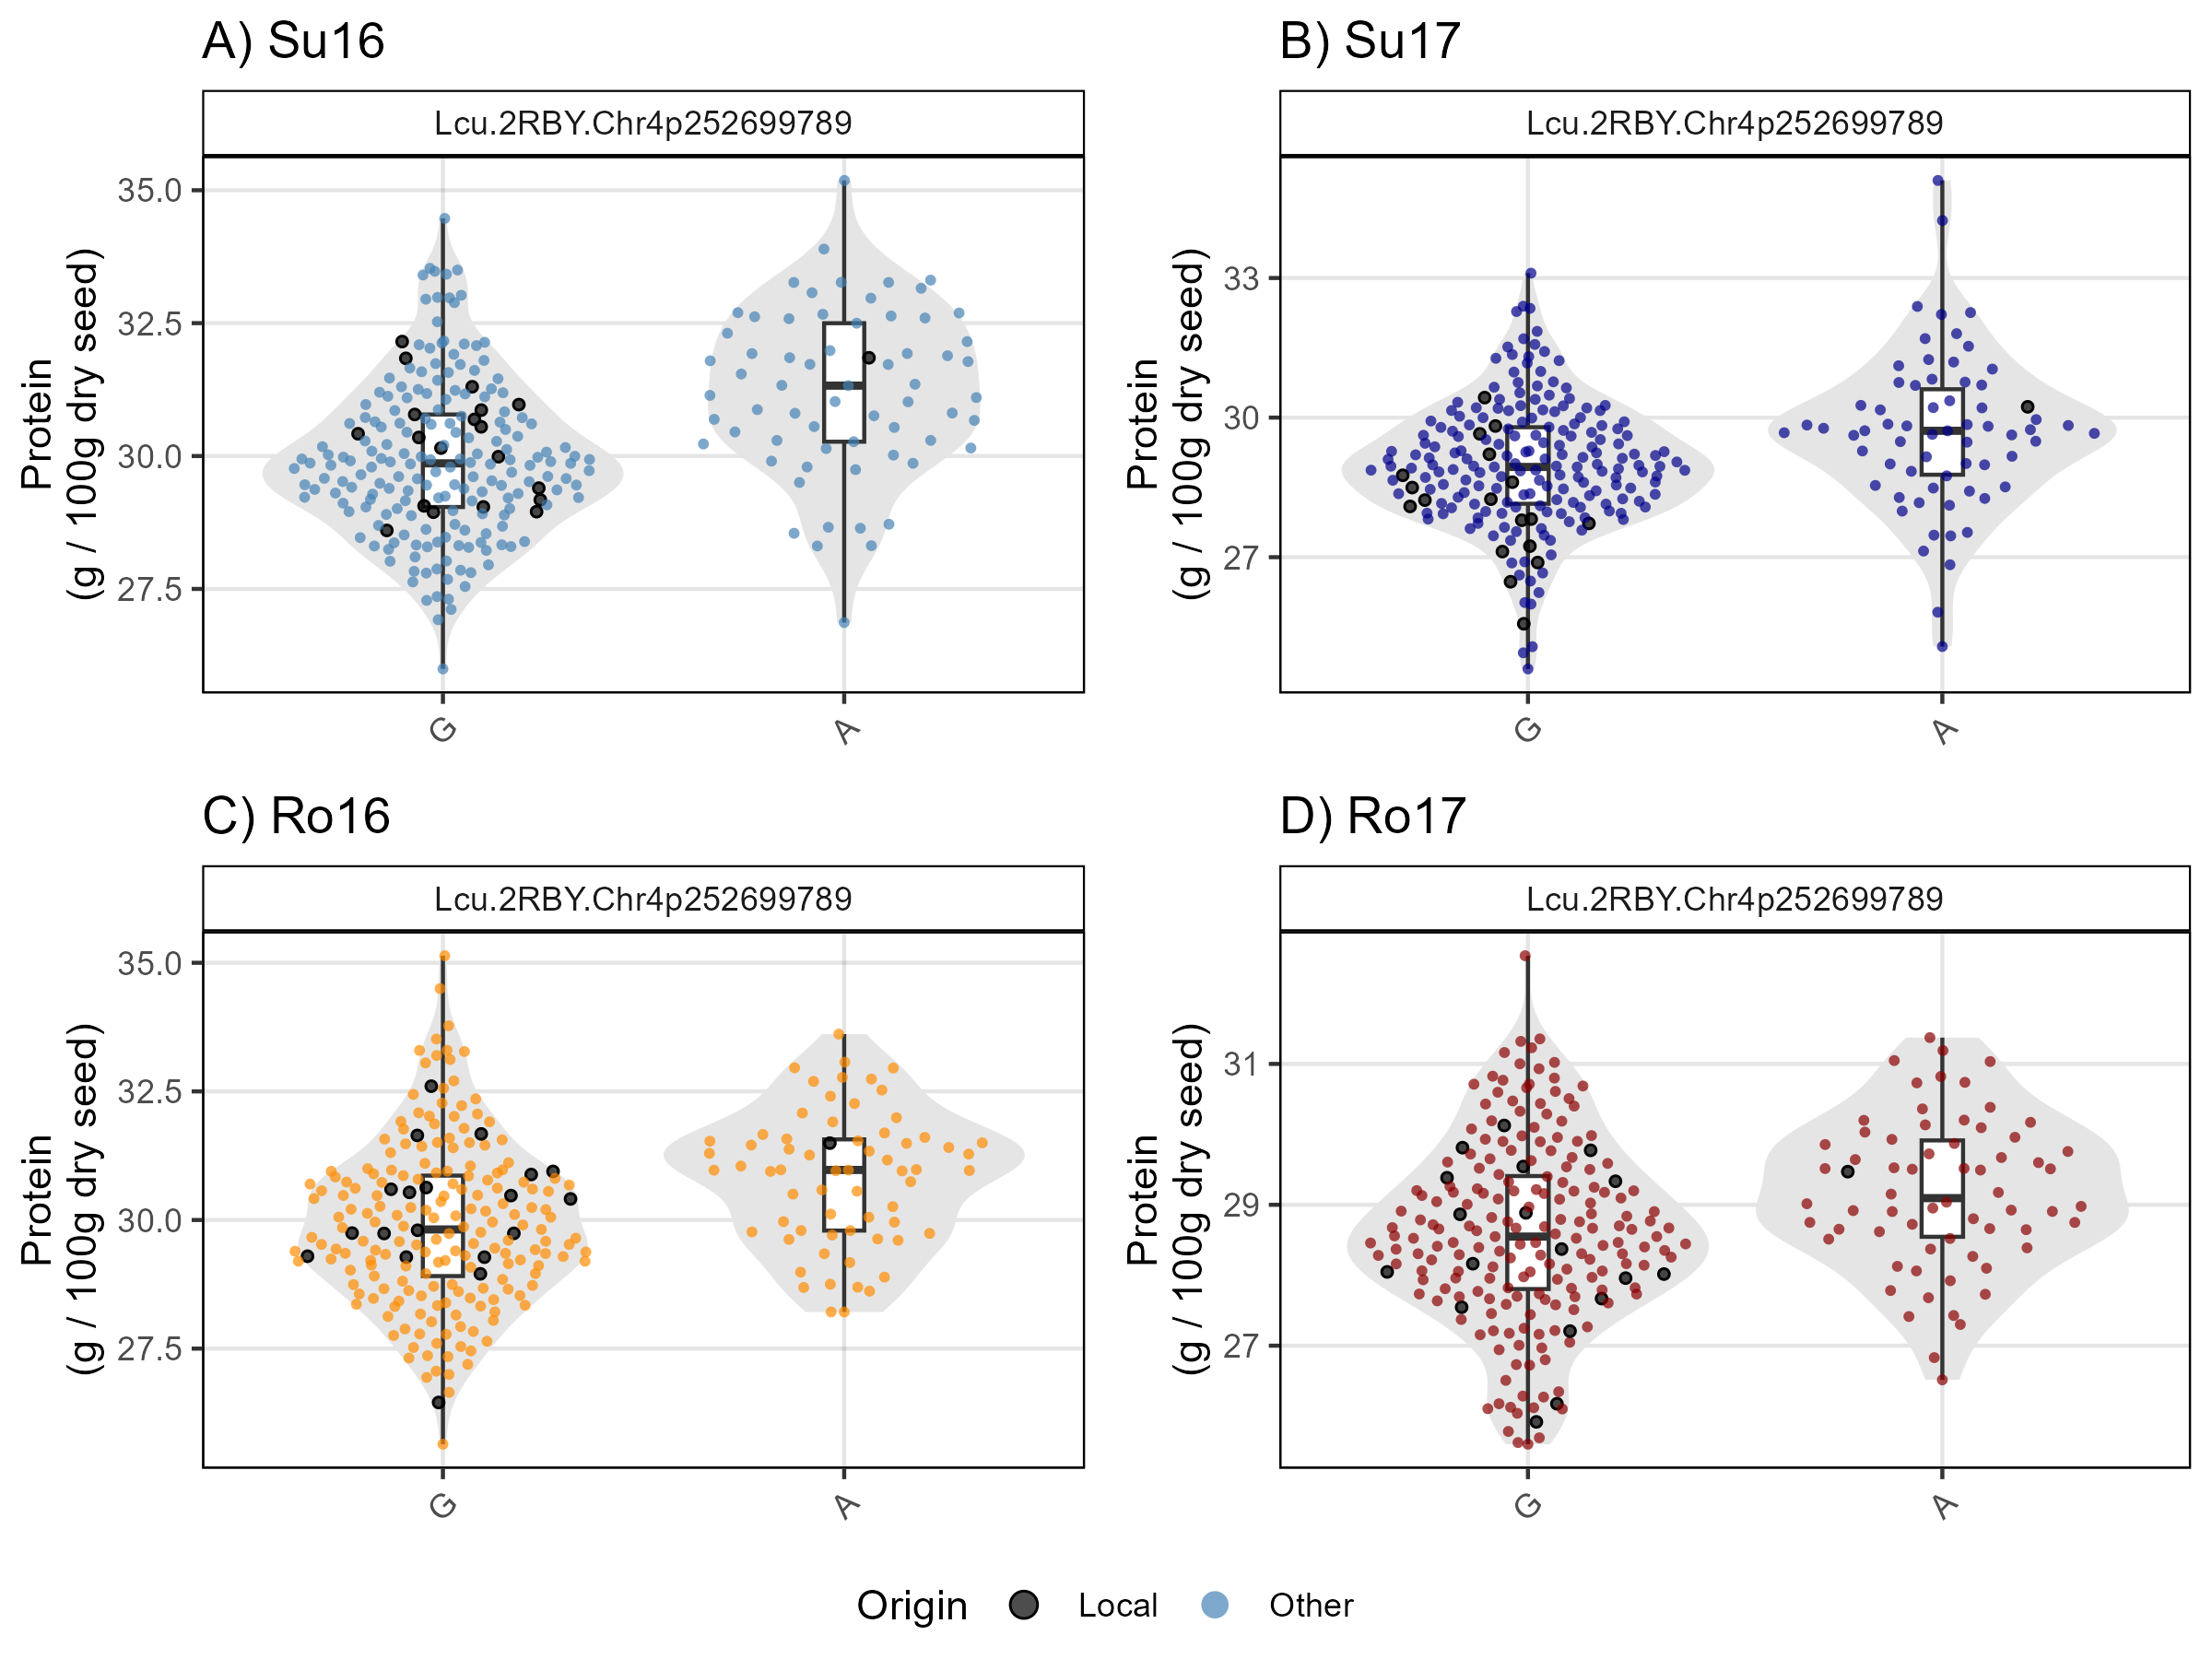 A) Su16
Lcu.2RBY.Chr4p252699789
Protein
(g / 100g dry seed)
35.0
32.5
30.0
27.5
G
A
B) Su17
Lcu.2RBY.Chr4p252699789
Protein
(g / 100g dry seed)
33
30
27
G
A
C) Ro16
Lcu.2RBY.Chr4p252699789
Protein
(g / 100g dry seed)
35.0
32.5
30.0
27.5
G
A
D) Ro17
Lcu.2RBY.Chr4p252699789
Protein
(g / 100g dry seed)
31
29
27
G
A
Origin Local Other